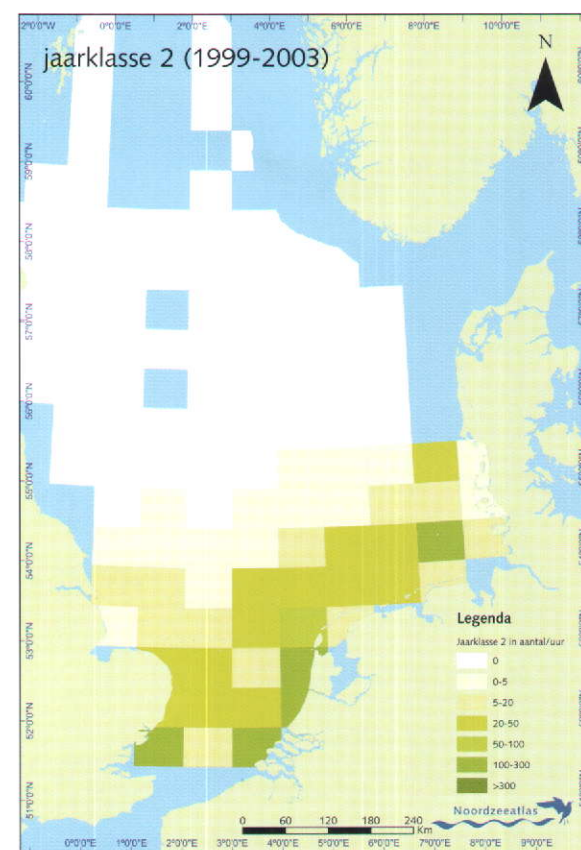 2°0'0"W 0°0'0" 2°0'0"E 4°0'0"E 6°0'0"E 8°0'0"E 10°0'0"E
jaarklasse 2 (1999-2003)
N
60°0'0"N
59°0'0"N
58°0'0"N
57°0'0"N
56°0'0"N
55°0'0"N
54°0'0"N
53°0'0"N
52°0'0"N
51°0'0"N
Legenda
Jaarklasse 2 in aantal/uur
0
0-5
5-20
20-50
50-100
100-300
>300
Noordzeeatlas
0 60 120 180 240
Km
0°0'0"E 1°0'0"E 2°0'0"E 3°0'0"E 4°0'0"E 5°0'0"E 6°0'0"E 7°0'0"E 8°0'0"E 9°0'0"E